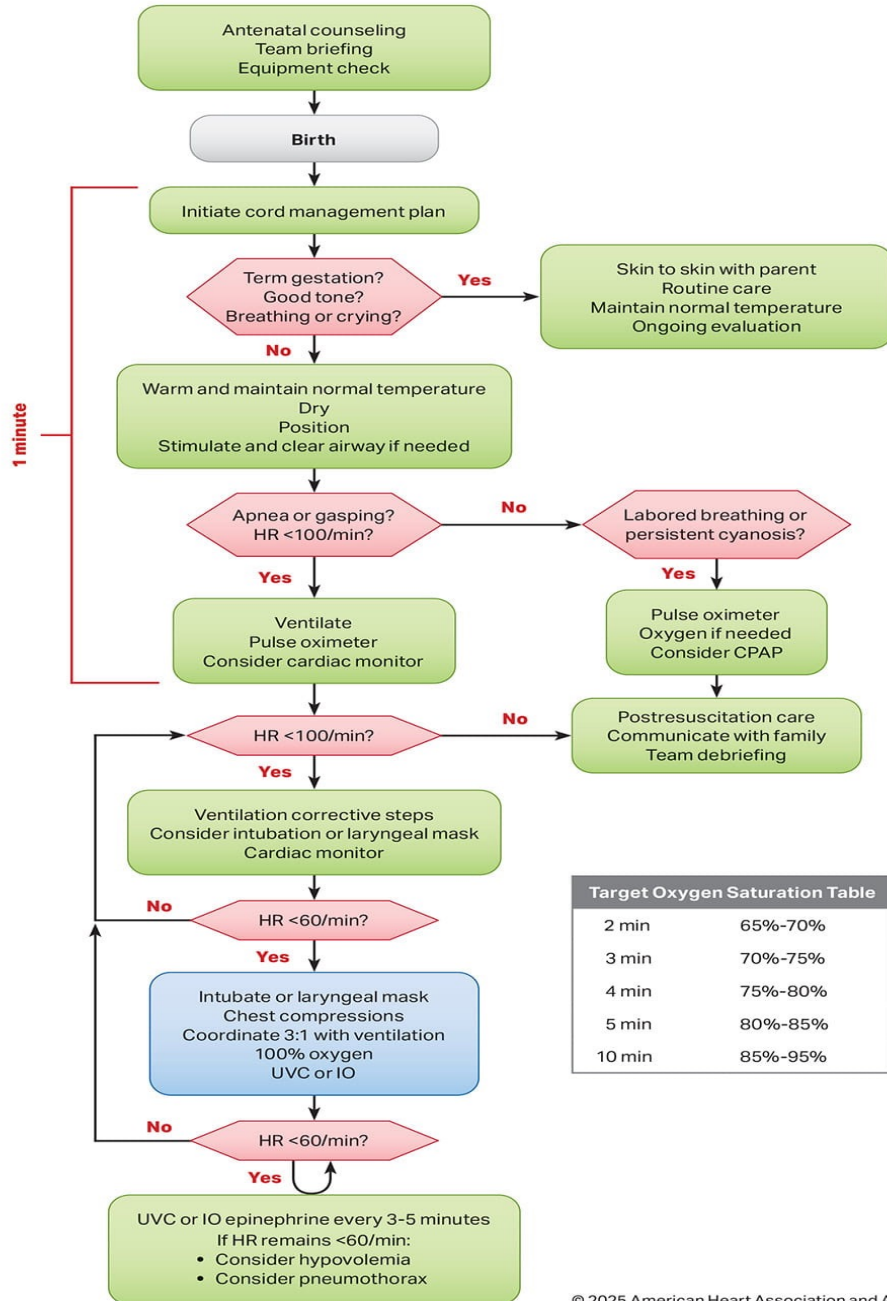 Antenatal counseling
Team briefing
Equipment check
Birth
Initiate cord management plan
Term gestation?
Good tone?
Breathing or crying?
Yes
Skin to skin with parent
Routine care
Maintain normal temperature
Ongoing evaluation
No
Warm and maintain normal temperature
Dry
Position
Stimulate and clear airway if needed
1 minute
Apnea or gasping?
HR <100/min?
No
Labored breathing or
persistent cyanosis?
Yes
Yes
Ventilate
Pulse oximeter
Consider cardiac monitor
Pulse oximeter
Oxygen if needed
Consider CPAP
HR <100/min?
No
Postresuscitation care
Communicate with family
Team debriefing
Yes
Ventilation corrective steps
Consider intubation or laryngeal mask
Cardiac monitor
No
HR <60/min?
Yes
Intubate or laryngeal mask
Chest compressions
Coordinate 3:1 with ventilation
100% oxygen
UVC or IO
No
HR <60/min?
Yes
UVC or IO epinephrine every 3-5 minutes
If HR remains <60/min:
• Consider hypovolemia
• Consider pneumothorax
Target Oxygen Saturation Table
2 min 65%-70%
3 min 70%-75%
4 min 75%-80%
5 min 80%-85%
10 min 85%-95%
© 2025 American Heart Association and